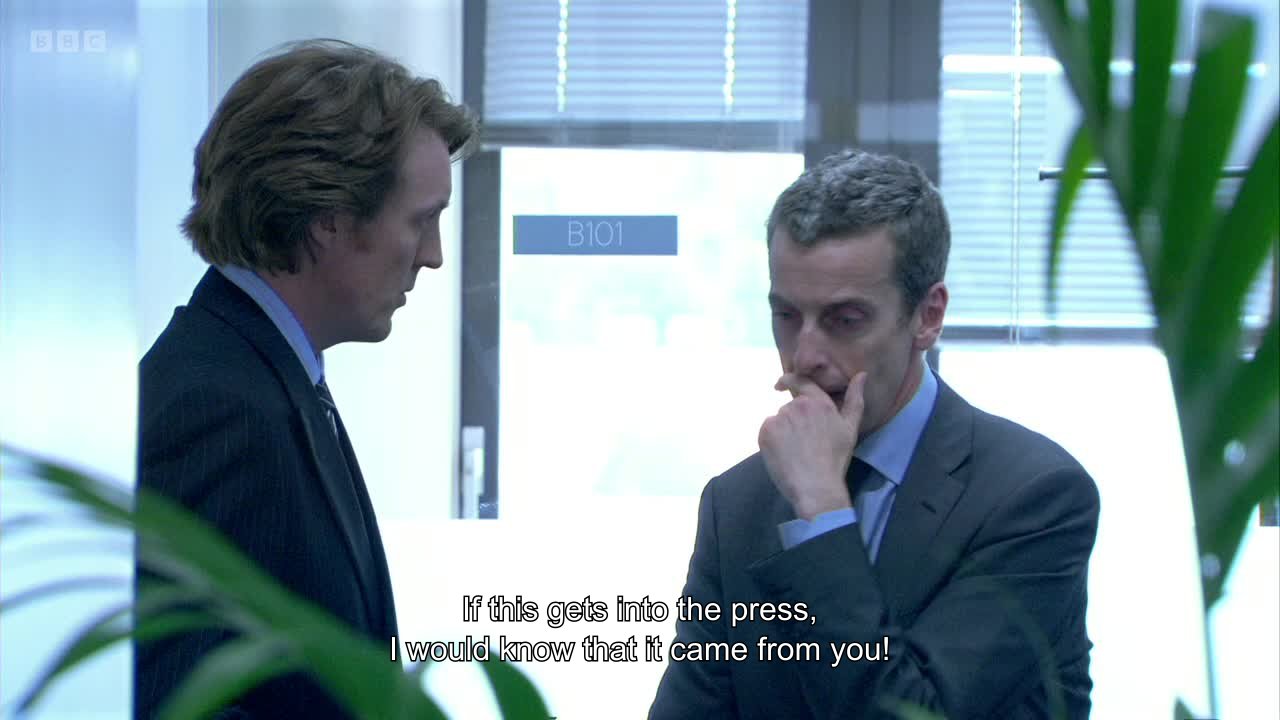 BBC
B101
If this gets into the press,
I would know that it came from you!